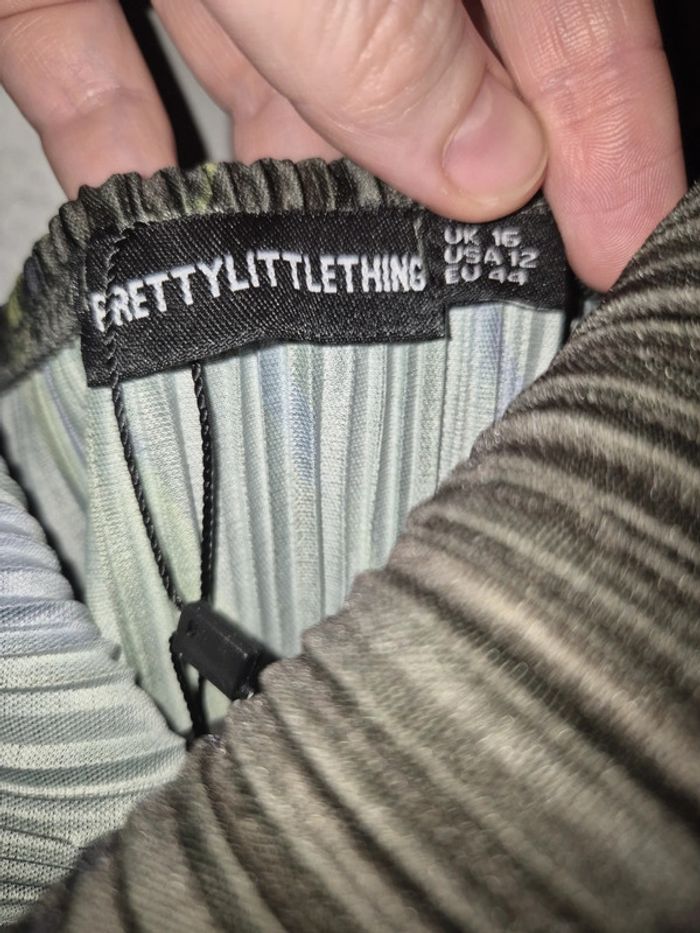 PRETTYLITTLETHING
UK 16
USA 12
EU 44